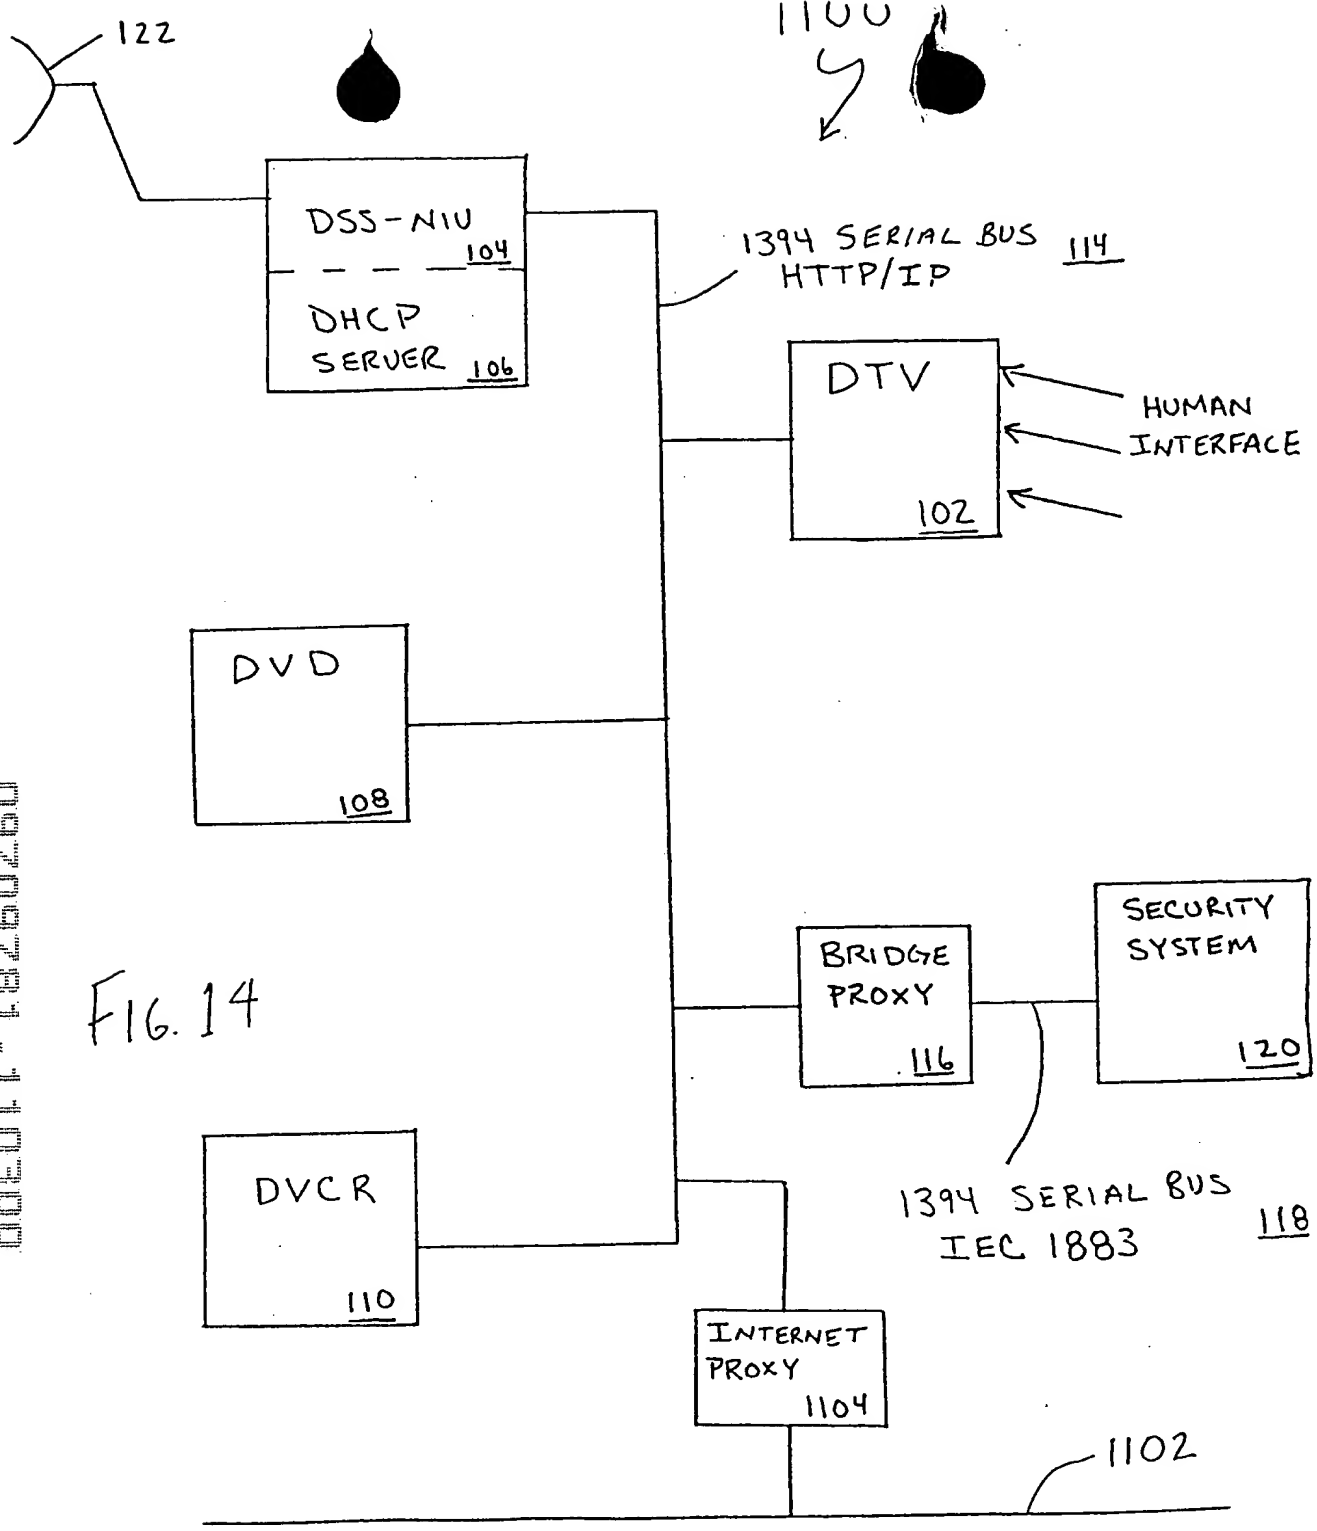 122
1100
DSS-NIU
104
DHCP
SERVER
106
1394 SERIAL BUS 114
HTTP/IP
DTV
102
HUMAN
INTERFACE
DVD
108
FIG. 14
BRIDGE
PROXY
116
SECURITY
SYSTEM
120
1394 SERIAL BUS
IEC 1883
118
DVCR
110
INTERNET
PROXY
1104
1102